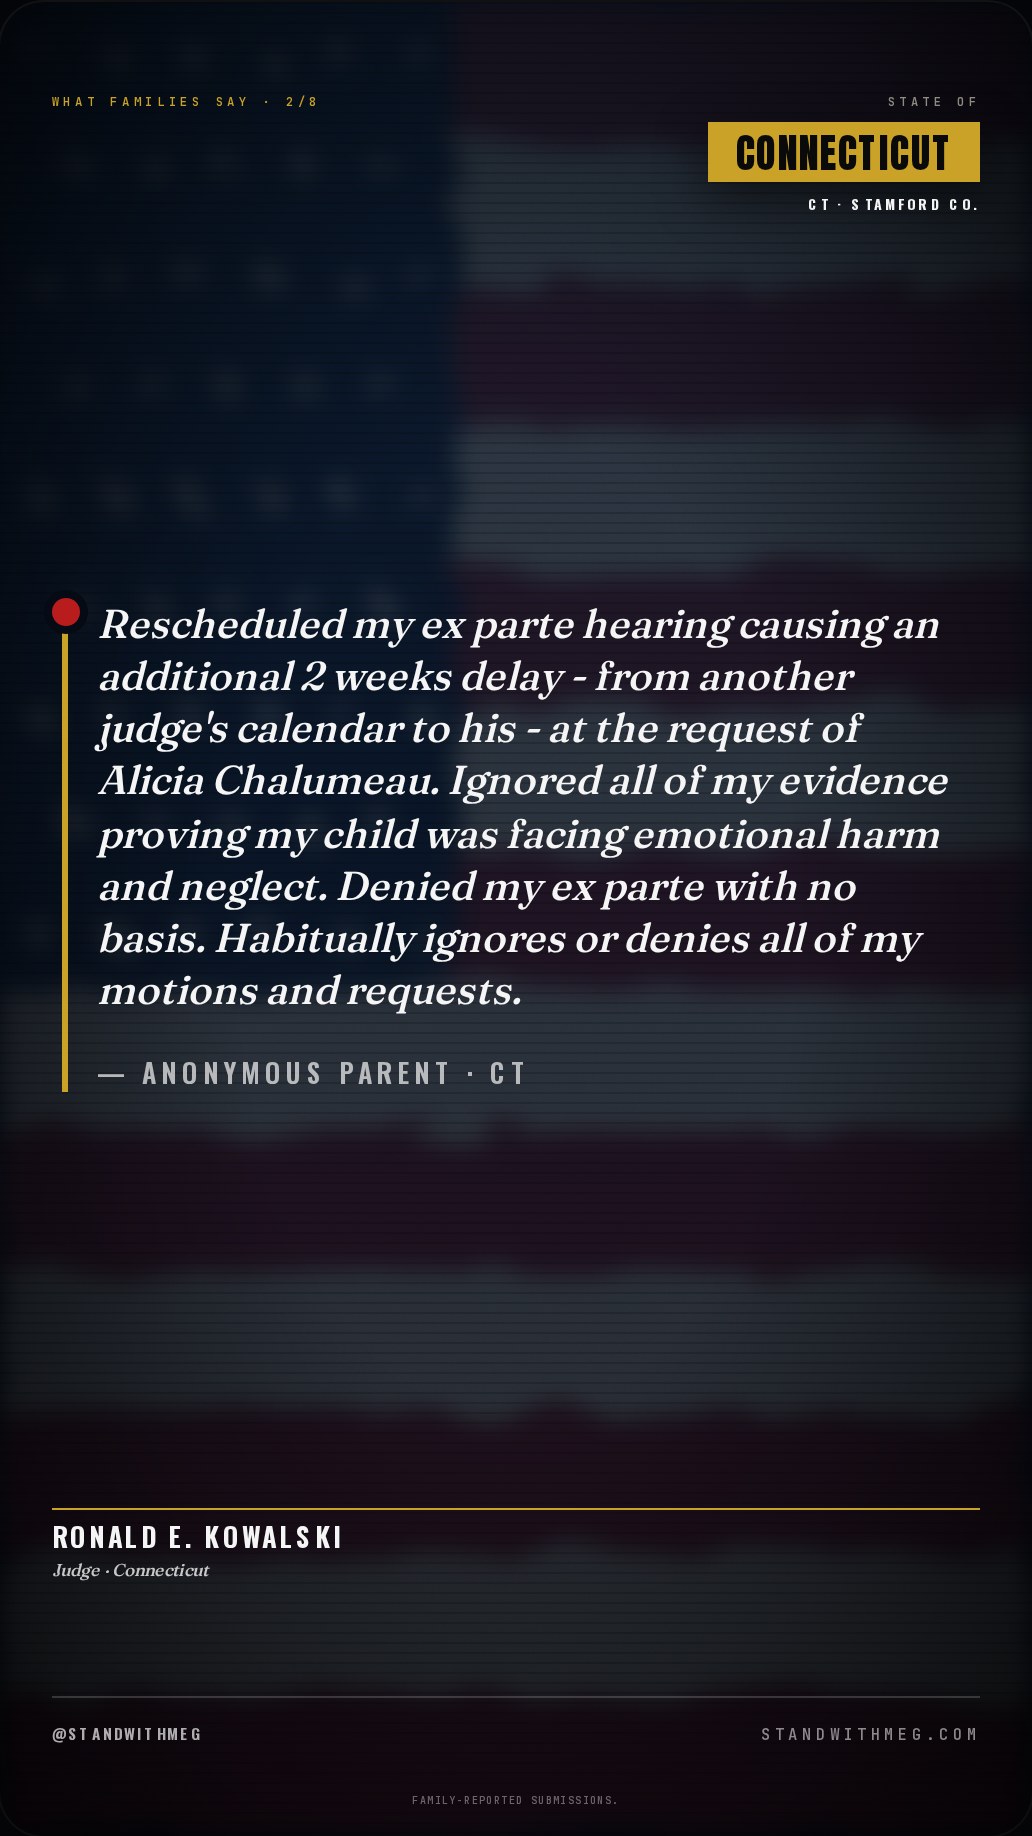 WHAT FAMILIES SAY · 2/8
STATE OF
CONNECTICUT
CT · STAMFORD CO.
Rescheduled my ex parte hearing causing an
additional 2 weeks delay - from another
judge's calendar to his - at the request of
Alicia Chalumeau. Ignored all of my evidence
proving my child was facing emotional harm
and neglect. Denied my ex parte with no
basis. Habitually ignores or denies all of my
motions and requests.
— ANONYMOUS PARENT · CT
RONALD E. KOWALSKI
Judge · Connecticut
@STANDWITHMEG
STANDWITHMEG.COM
FAMILY-REPORTED SUBMISSIONS.